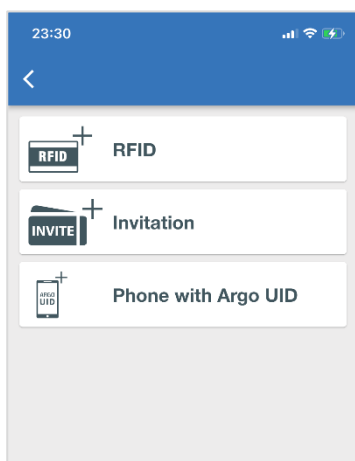 23:30
RFID
RFID
INVITE
Invitation
ARGO
UID
Phone with Argo UID